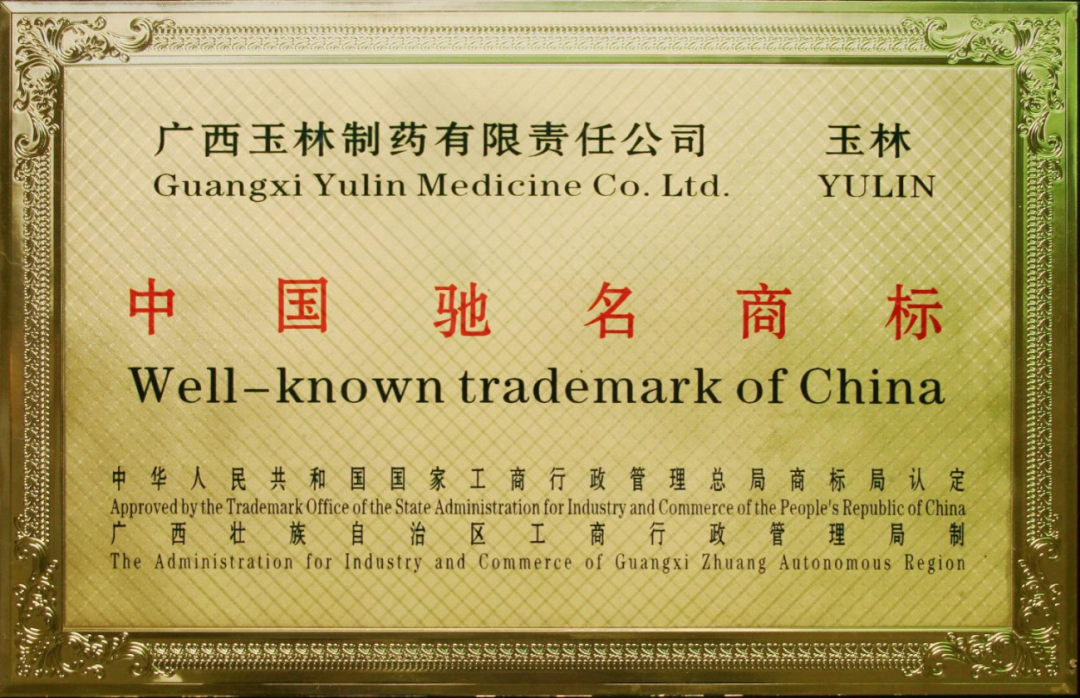 广西玉林制药有限责任公司 玉林
Guangxi Yulin Medicine Co. Ltd. YULIN
中国驰名商标
Well-known trademark of China
中华人民共和国国家工商行政管理总局商标局认定
Approved by the Trademark Office of the State Administration for Industry and Commerce of the People's Republic of China
广西壮族自治区工商行政管理局制
The Administration for Industry and Commerce of Guangxi Zhuang Autonomous Region